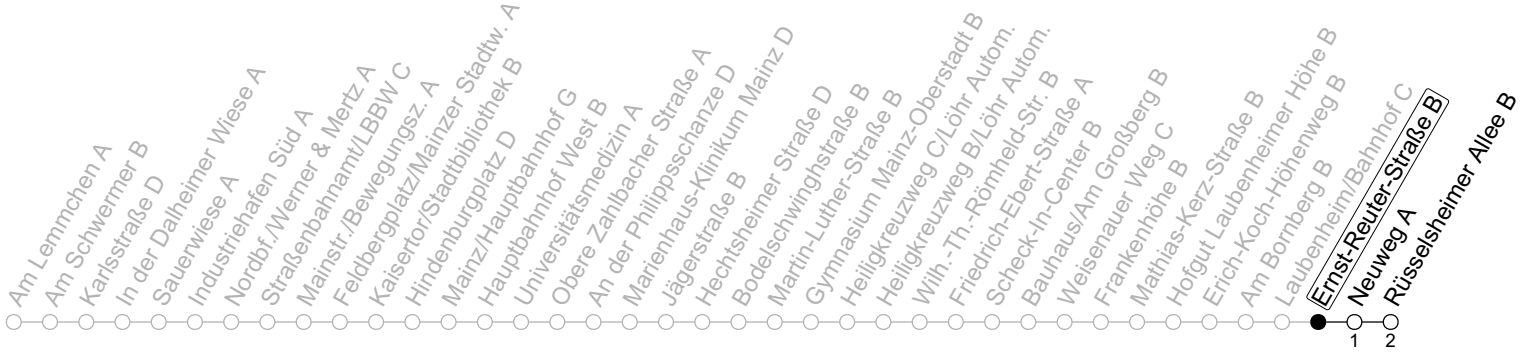 Am Lemmchen A
Am Schwermer B
Karlsstraße D
In der Dalheimer Wiese A
Sauerwiese A
Industriehafen Süd A
Nordbf./Werner & Mertz A
Straßenbahnamt/LBBW C
Mainstr./Bewegungsz. A
Feldbergplatz/Mainzer Stadtw. A
Kaisertor/Stadtbibliothek B
Hindenburgplatz D
Mainz/Hauptbahnhof G
Hauptbahnhof West B
Universitätsmedizin A
Obere Zahlbacher Straße A
An der Philippsschanze D
Marienhaus-Klinikum Mainz D
Jägerstraße B
Hechtsheimer Straße D
Bodelschwinghstraße B
Martin-Luther-Straße B
Gymnasium Mainz-Oberstadt B
Heiligkreuzweg C/Löhr Autom.
Heiligkreuzweg B/Löhr Autom.
Wilh.-Th.-Römheld-Str. B
Friedrich-Ebert-Straße A
Scheck-In-Center B
Bauhaus/Am Großberg B
Weisenauer Weg C
Frankenhöhe B
Mathias-Kerz-Straße B
Hofgut Laubenheimer Höhe B
Erich-Koch-Höhenweg B
Am Bornberg B
Laubenheim/Bahnhof C
Ernst-Reuter-Straße B
Neuweg A
Rüsselsheimer Allee B
1 2